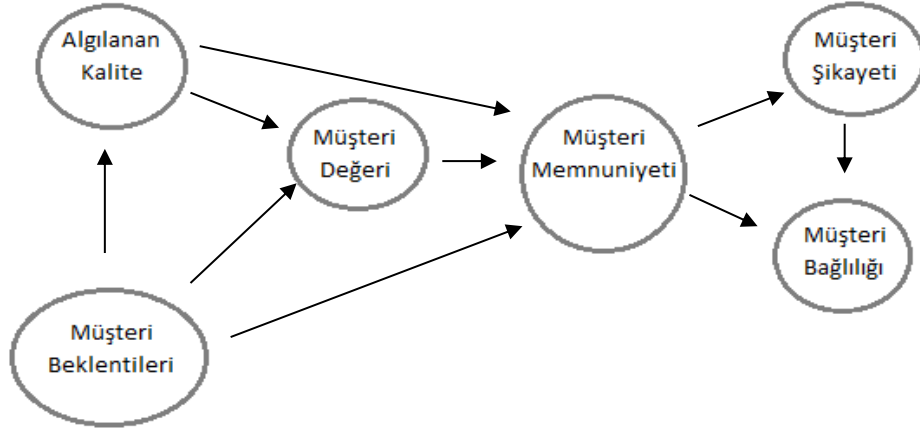 Algılanan
Kalite
Müşteri
Değeri
Müşteri
Beklentileri
Müşteri
Memnuniyeti
Müşteri
Şikayeti
Müşteri
Bağlılığı